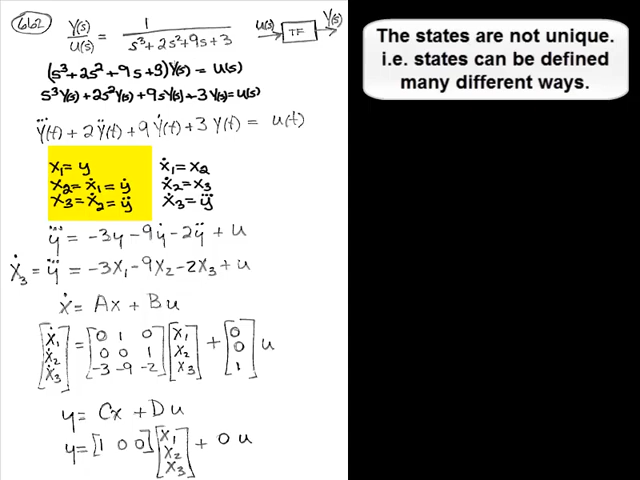 6.62
Y(s)/U(s) = 1/(s³+2s²+9s+3)
U(s) → TF → Y(s)
(s³+2s²+9s+3)Y(s) = U(s)
s³Y(s)+2s²Y(s)+9sY(s)+3Y(s)=U(s)
y⃛(t)+2ÿ(t)+9ẏ(t)+3y(t) = u(t)
x₁= y
x₂= ẋ₁ = ẏ
x₃= ẋ₂ = ÿ
ẋ₁= x₂
ẋ₂= x₃
ẋ₃= y⃛
y⃛ = -3y-9ẏ-2ÿ + u
ẋ₃ = y⃛ = -3x₁-9x₂-2x₃+u
ẋ = Ax + Bu
[ẋ₁ ẋ₂ ẋ₃] = [0 1 0; 0 0 1; -3 -9 -2] [x₁ x₂ x₃] + [0 0 1] u
y= Cx + Du
y= [1 0 0] [x₁ x₂ x₃] + 0 u
The states are not unique.
i.e. states can be defined
many different ways.